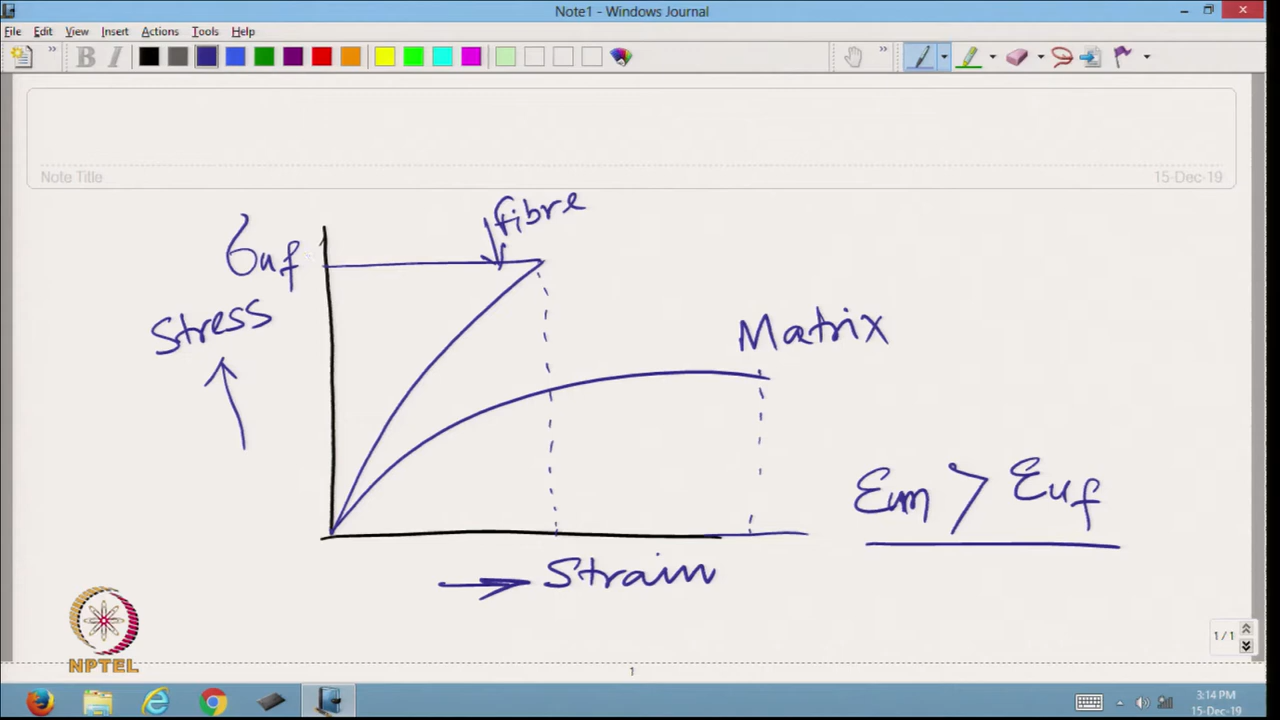 Note1 - Windows Journal
File Edit View Insert Actions Tools Help
B I
Note Title
15-Dec-19
fibre
σuf
Stress
Matrix
εum > εuf
Strain
NPTEL
1/1
1
3:14 PM
15-Dec-19